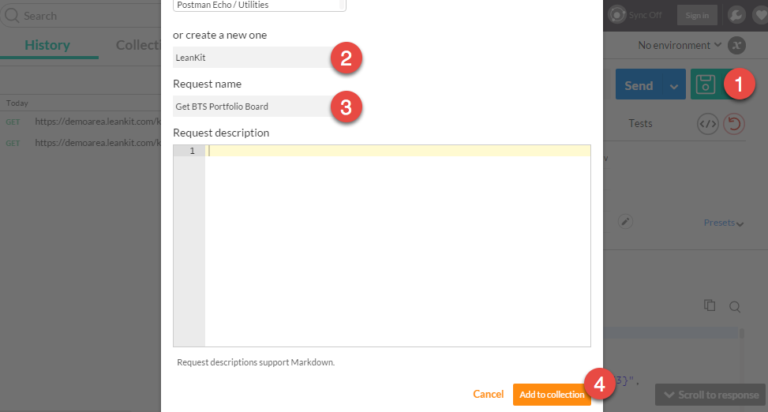 Postman Echo / Utilities
Search
Sync Off
Sign in
or create a new one
History
Collecti
No environment
x
LeanKit
2
Request name
Send
1
Today
Get BTS Portfolio Board
3
GET https://demoarea.leankit.com/k
Request description
Tests
GET https://demoarea.leankit.com/k
1
Presets
Request descriptions support Markdown.
3}",
4
Cancel
Add to collection
Scroll to response